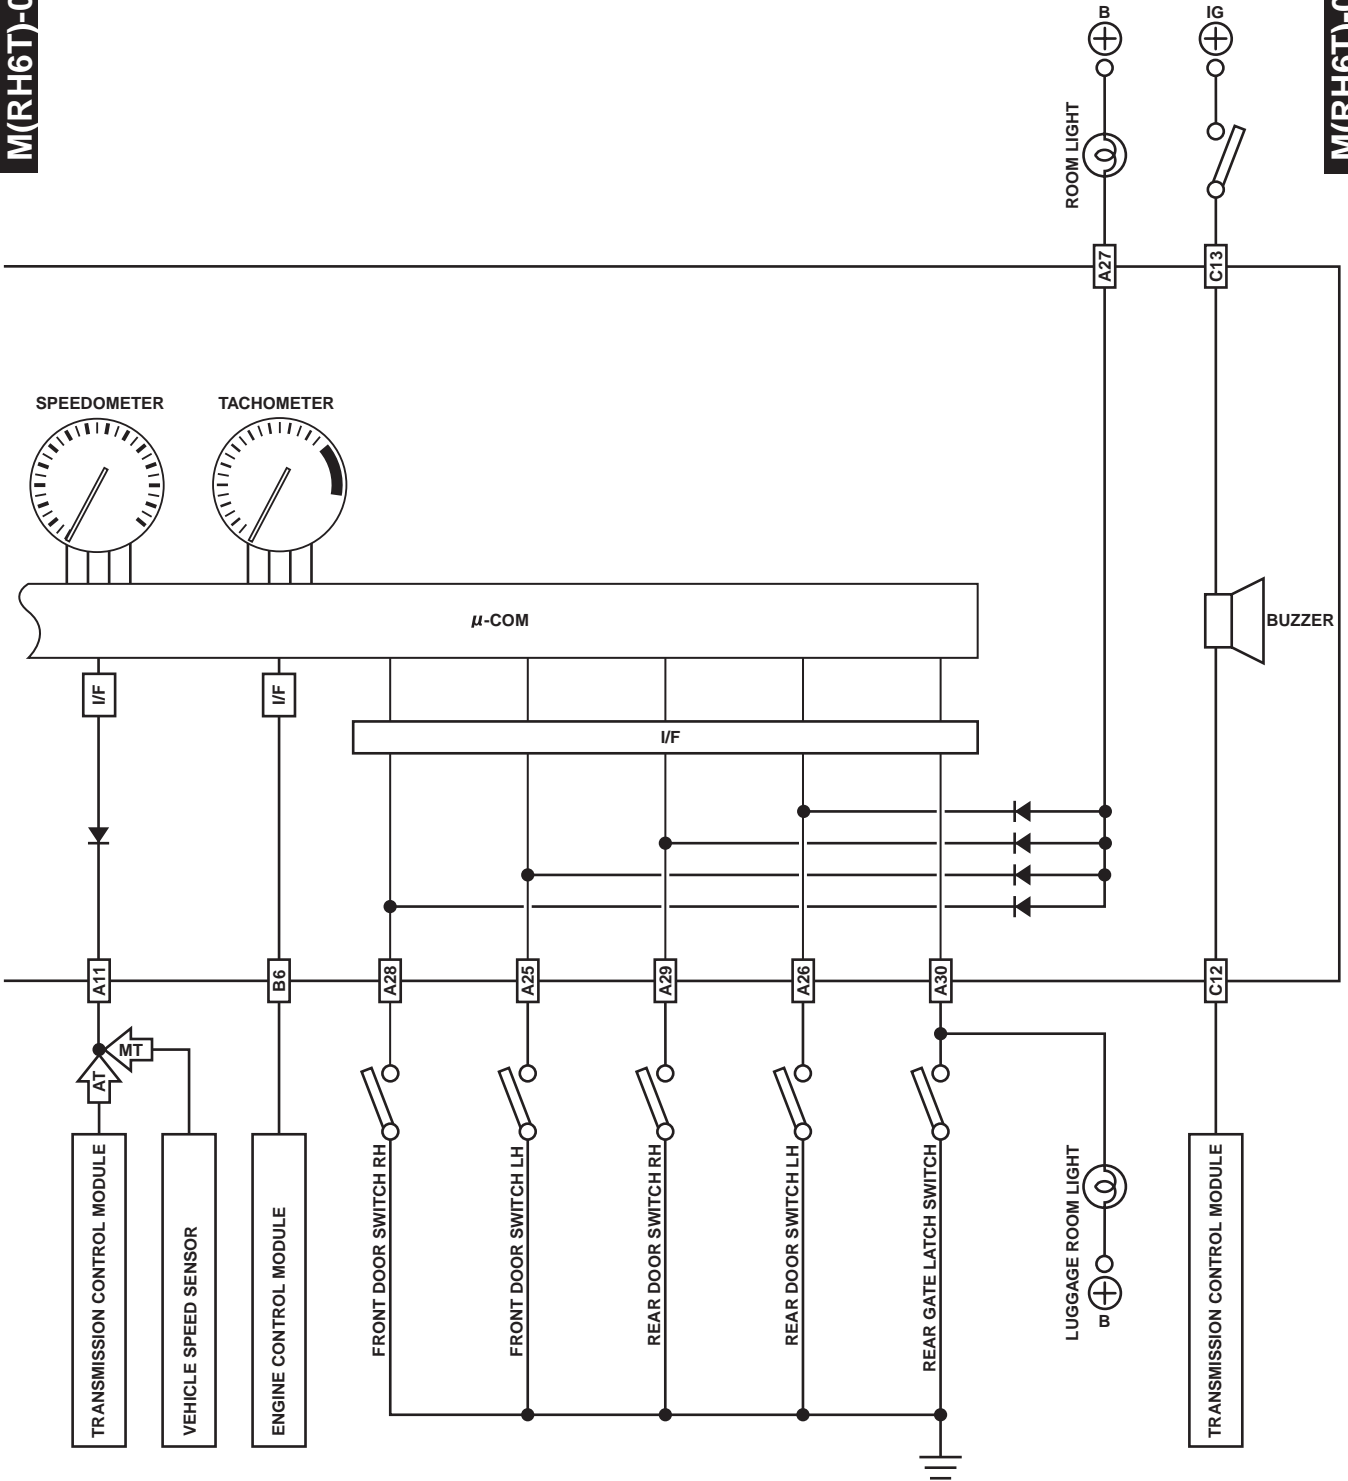 M(RH6T)-0
M(RH6T)-0
B
IG
ROOM LIGHT
A27
C13
SPEEDOMETER
TACHOMETER
μ-COM
BUZZER
I/F
I/F
I/F
A11
B6
A28
A25
A29
A26
A30
C12
MT
AT
TRANSMISSION CONTROL MODULE
VEHICLE SPEED SENSOR
ENGINE CONTROL MODULE
FRONT DOOR SWITCH RH
FRONT DOOR SWITCH LH
REAR DOOR SWITCH RH
REAR DOOR SWITCH LH
REAR GATE LATCH SWITCH
LUGGAGE ROOM LIGHT
B
TRANSMISSION CONTROL MODULE